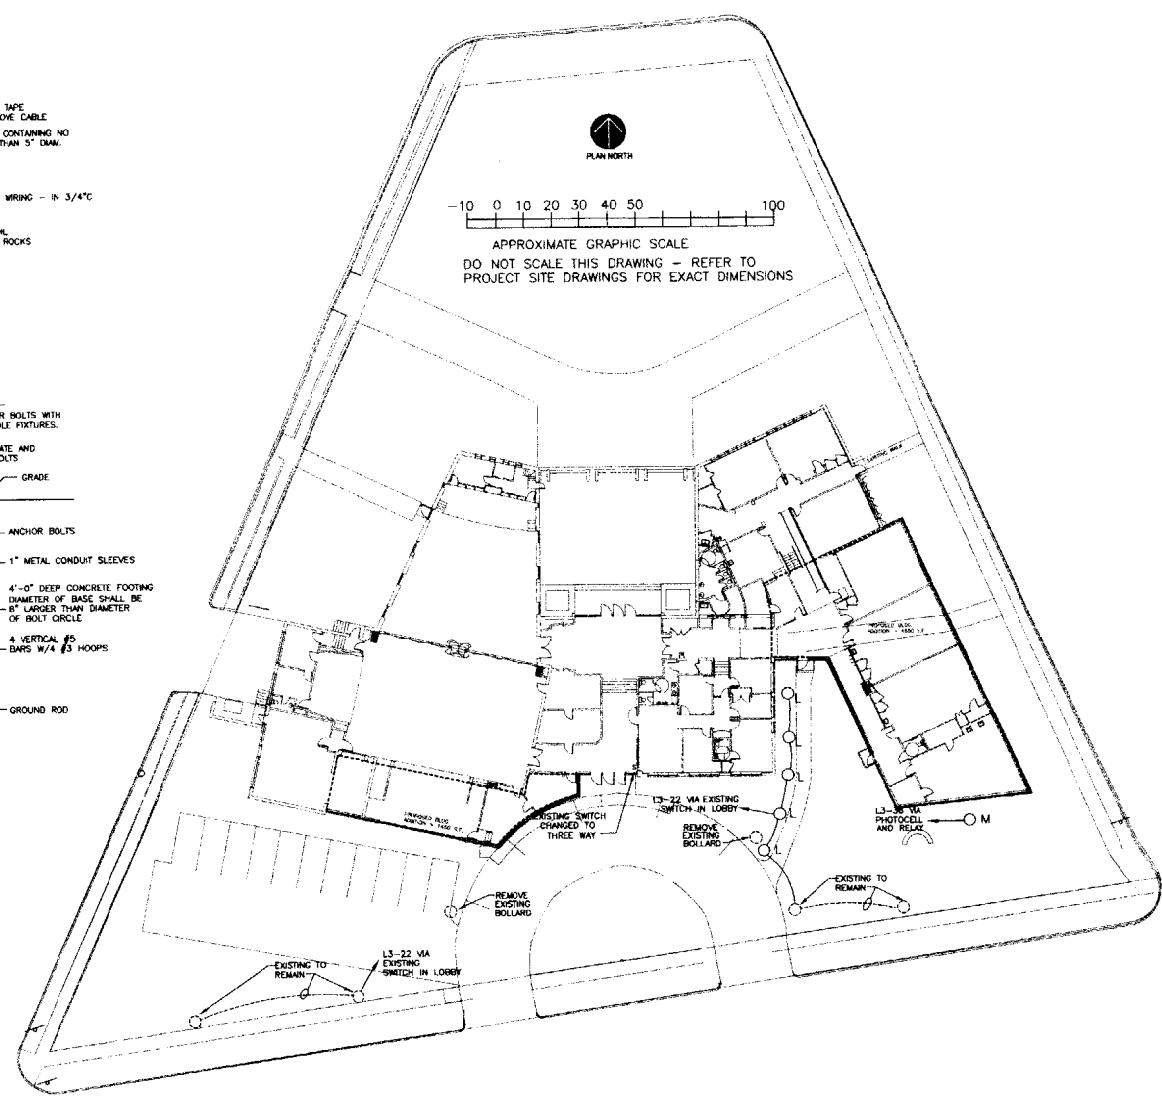 TAPE
OVE CABLE
CONTAINING NO
THAN 5" DIAM.
WIRING - IN 3/4"C
ROCKS
R BOLTS WITH
LE FIXTURES.
ATE AND
OLTS
GRADE
ANCHOR BOLTS
1" METAL CONDUIT SLEEVES
4'-0" DEEP CONCRETE FOOTING
DIAMETER OF BASE SHALL BE
8" LARGER THAN DIAMETER
OF BOLT CIRCLE
4 VERTICAL #5
BARS W/4 #3 HOOPS
GROUND ROD
PLAN NORTH
-10 0 10 20 30 40 50 100
APPROXIMATE GRAPHIC SCALE
DO NOT SCALE THIS DRAWING - REFER TO
PROJECT SITE DRAWINGS FOR EXACT DIMENSIONS
PROPOSED BLDG.
ADDITION
L3-22 VIA EXISTING
SWITCH IN LOBBY
EXISTING SWITCH
CHANGED TO
THREE WAY
REMOVE
EXISTING
BOLLARD
VIA
PHOTOCELL
AND RELAY
M
EXISTING TO
REMAIN
REMOVE
EXISTING
BOLLARD
L3-22 VIA
EXISTING
SWITCH IN LOBBY
EXISTING TO
REMAIN